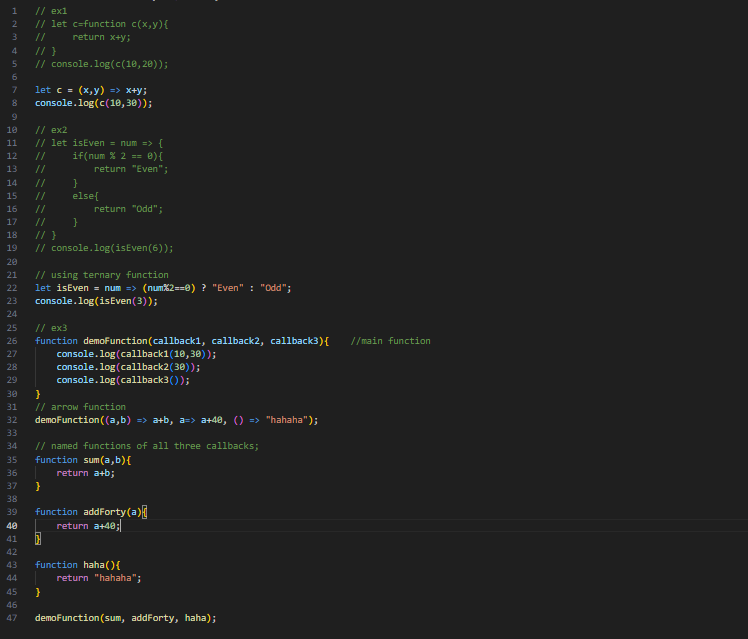 1 // ex1
2 // let c=function c(x,y){
3 //     return x+y;
4 // }
5 // console.log(c(10,20));
6
7 let c = (x,y) => x+y;
8 console.log(c(10,30));
9
10 // ex2
11 // let isEven = num => {
12 //     if(num % 2 == 0){
13 //         return "Even";
14 //     }
15 //     else{
16 //         return "Odd";
17 //     }
18 // }
19 // console.log(isEven(6));
20
21 // using ternary function
22 let isEven = num => (num%2==0) ? "Even" : "Odd";
23 console.log(isEven(3));
24
25 // ex3
26 function demoFunction(callback1, callback2, callback3){    //main function
27     console.log(callback1(10,30));
28     console.log(callback2(30));
29     console.log(callback3());
30 }
31 // arrow function
32 demoFunction((a,b) => a+b, a=> a+40, () => "hahaha");
33
34 // named functions of all three callbacks;
35 function sum(a,b){
36     return a+b;
37 }
38
39 function addForty(a){
40     return a+40;
41 }
42
43 function haha(){
44     return "hahaha";
45 }
46
47 demoFunction(sum, addForty, haha);